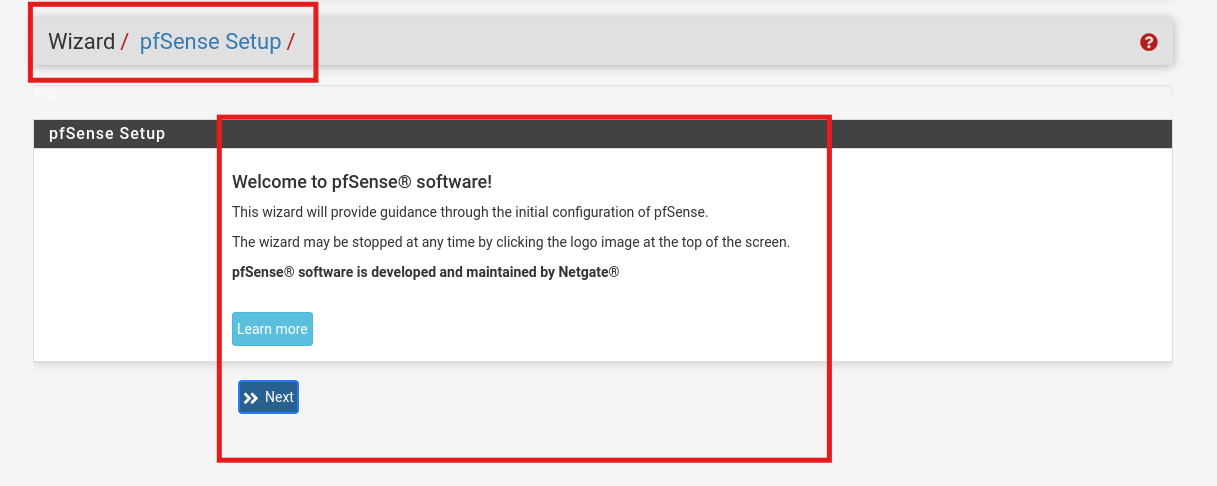 Wizard / pfSense Setup /
Step
pfSense Setup
Welcome to pfSense® software!
This wizard will provide guidance through the initial configuration of pfSense.
The wizard may be stopped at any time by clicking the logo image at the top of the screen.
pfSense® software is developed and maintained by Netgate®
Learn more
Next